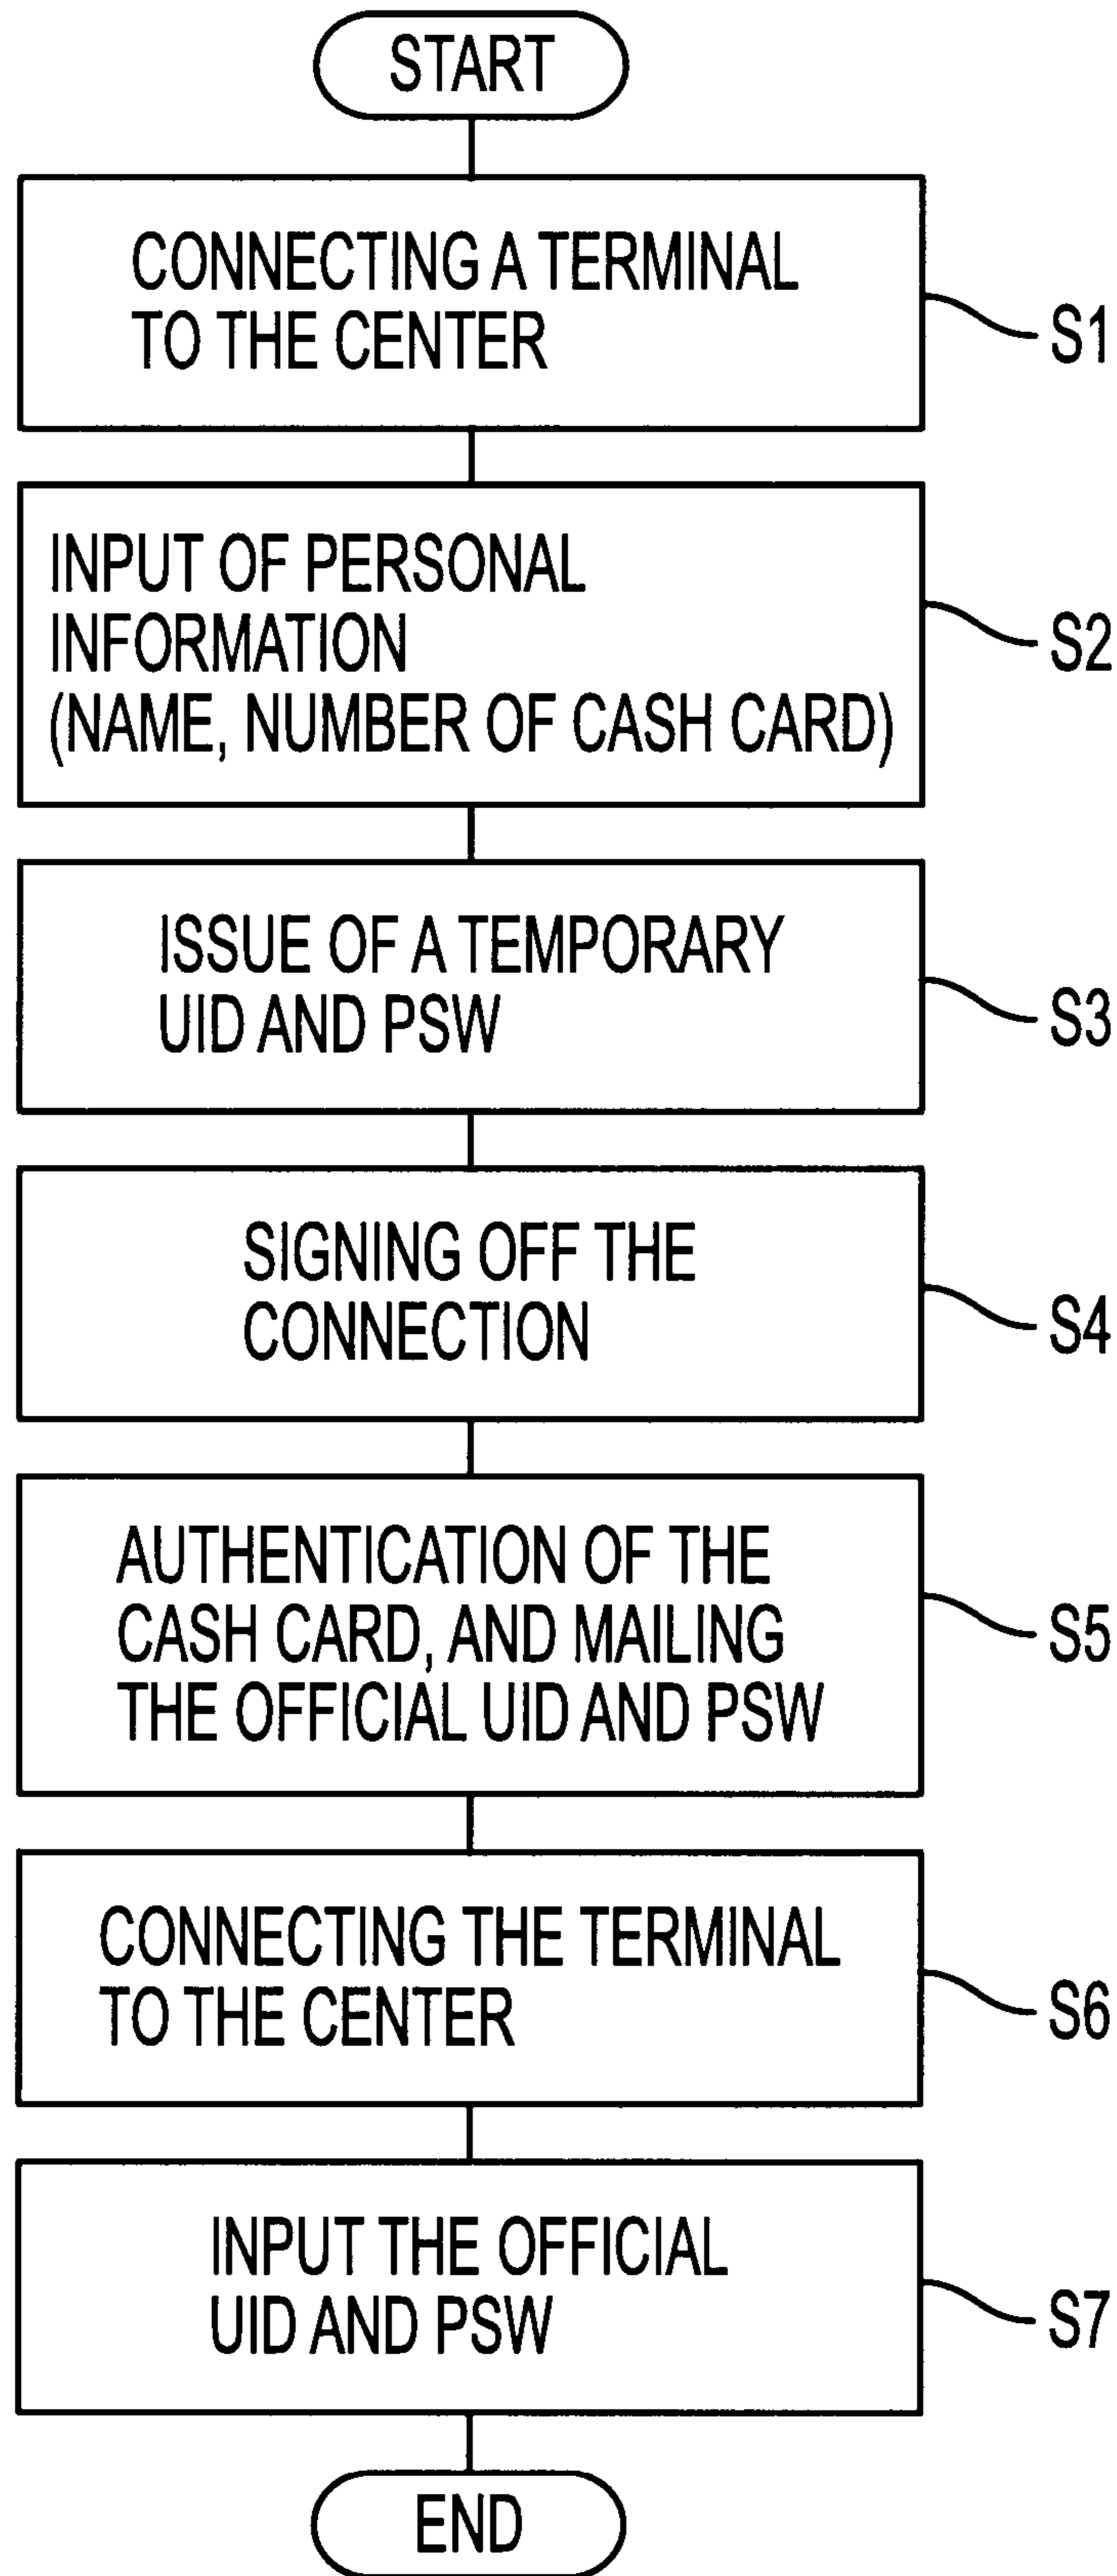 START
CONNECTING A TERMINAL
TO THE CENTER
S1
INPUT OF PERSONAL
INFORMATION
(NAME, NUMBER OF CASH CARD)
S2
ISSUE OF A TEMPORARY
UID AND PSW
S3
SIGNING OFF THE
CONNECTION
S4
AUTHENTICATION OF THE
CASH CARD, AND MAILING
THE OFFICIAL UID AND PSW
S5
CONNECTING THE TERMINAL
TO THE CENTER
S6
INPUT THE OFFICIAL
UID AND PSW
S7
END